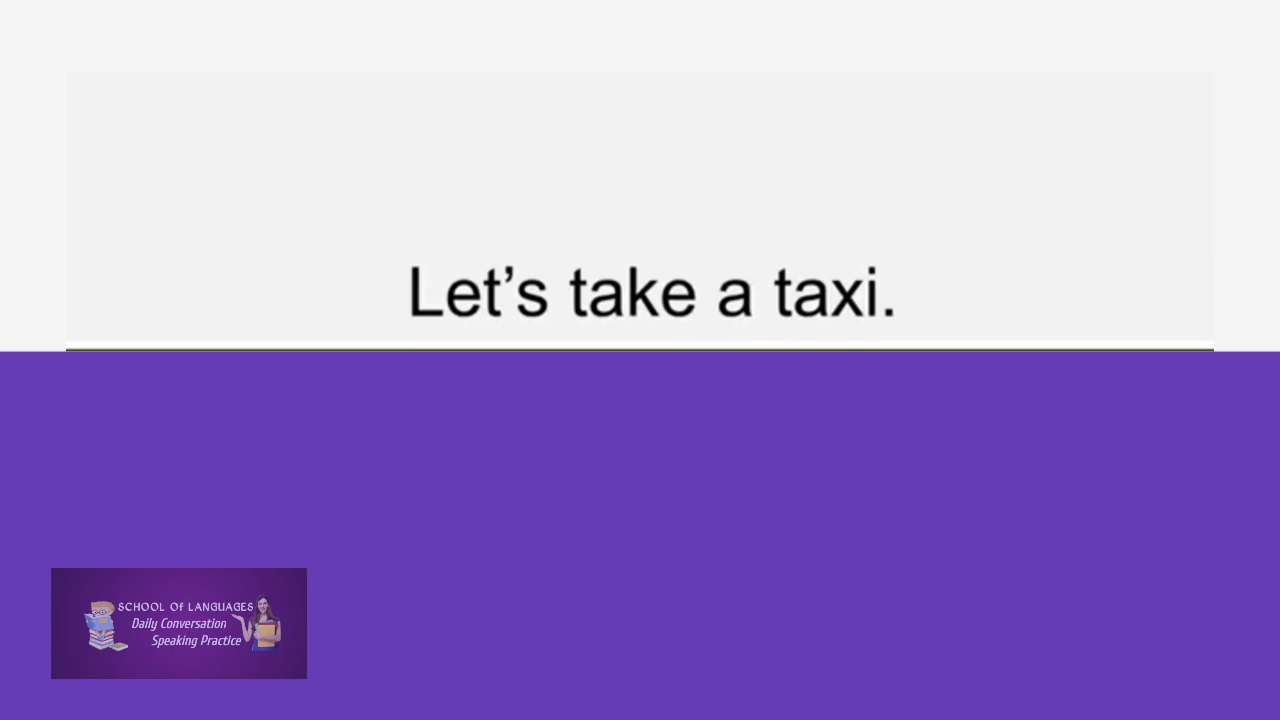 Let’s take a taxi.
SCHOOL Of LANGUAGES
Daily Conversation
Speaking Practice